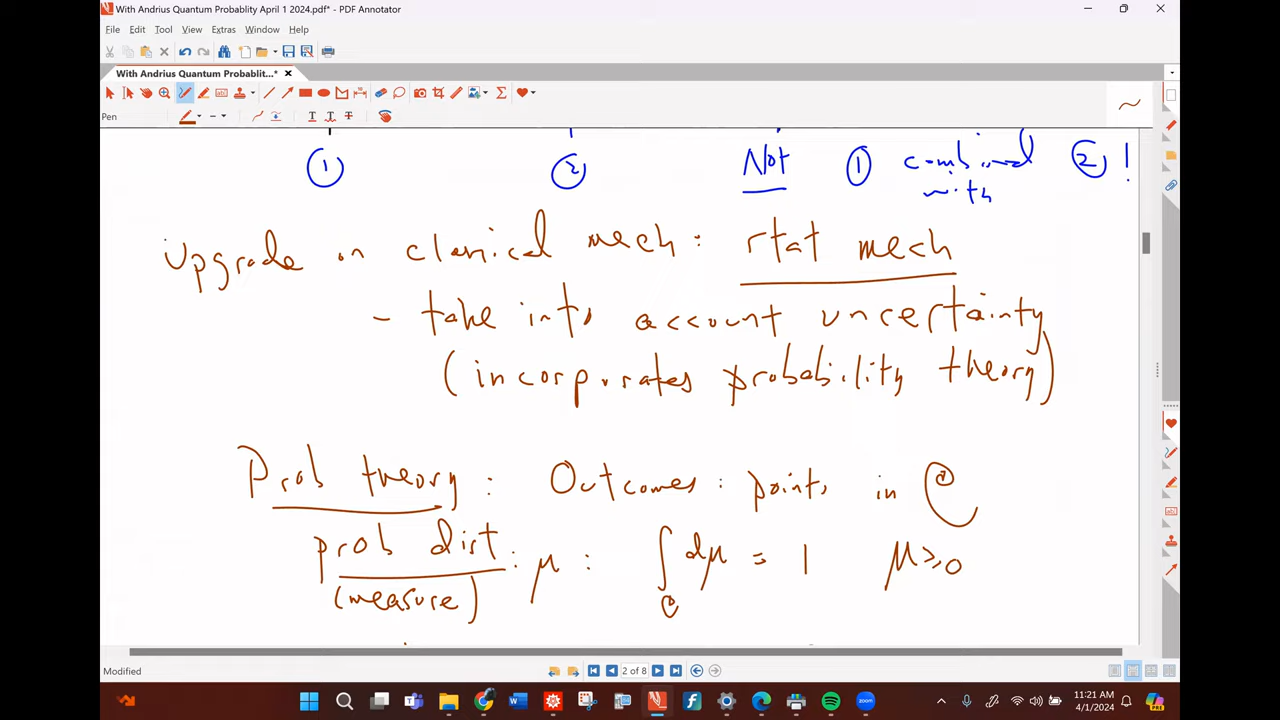 With Andrius Quantum Probablity April 1 2024.pdf* - PDF Annotator
File Edit Tool View Extras Window Help
With Andrius Quantum Probablit...*
Pen
① ② Not ① combined ② !
with
Upgrade on classical mech: stat mech
- take into account uncertainty
(incorporates probability theory)
Prob theory: Outcomes: points in
prob dist : μ : ∫ dμ = 1 μ ≥ 0
(measure)
Modified
2 of 8
11:21 AM
4/1/2024